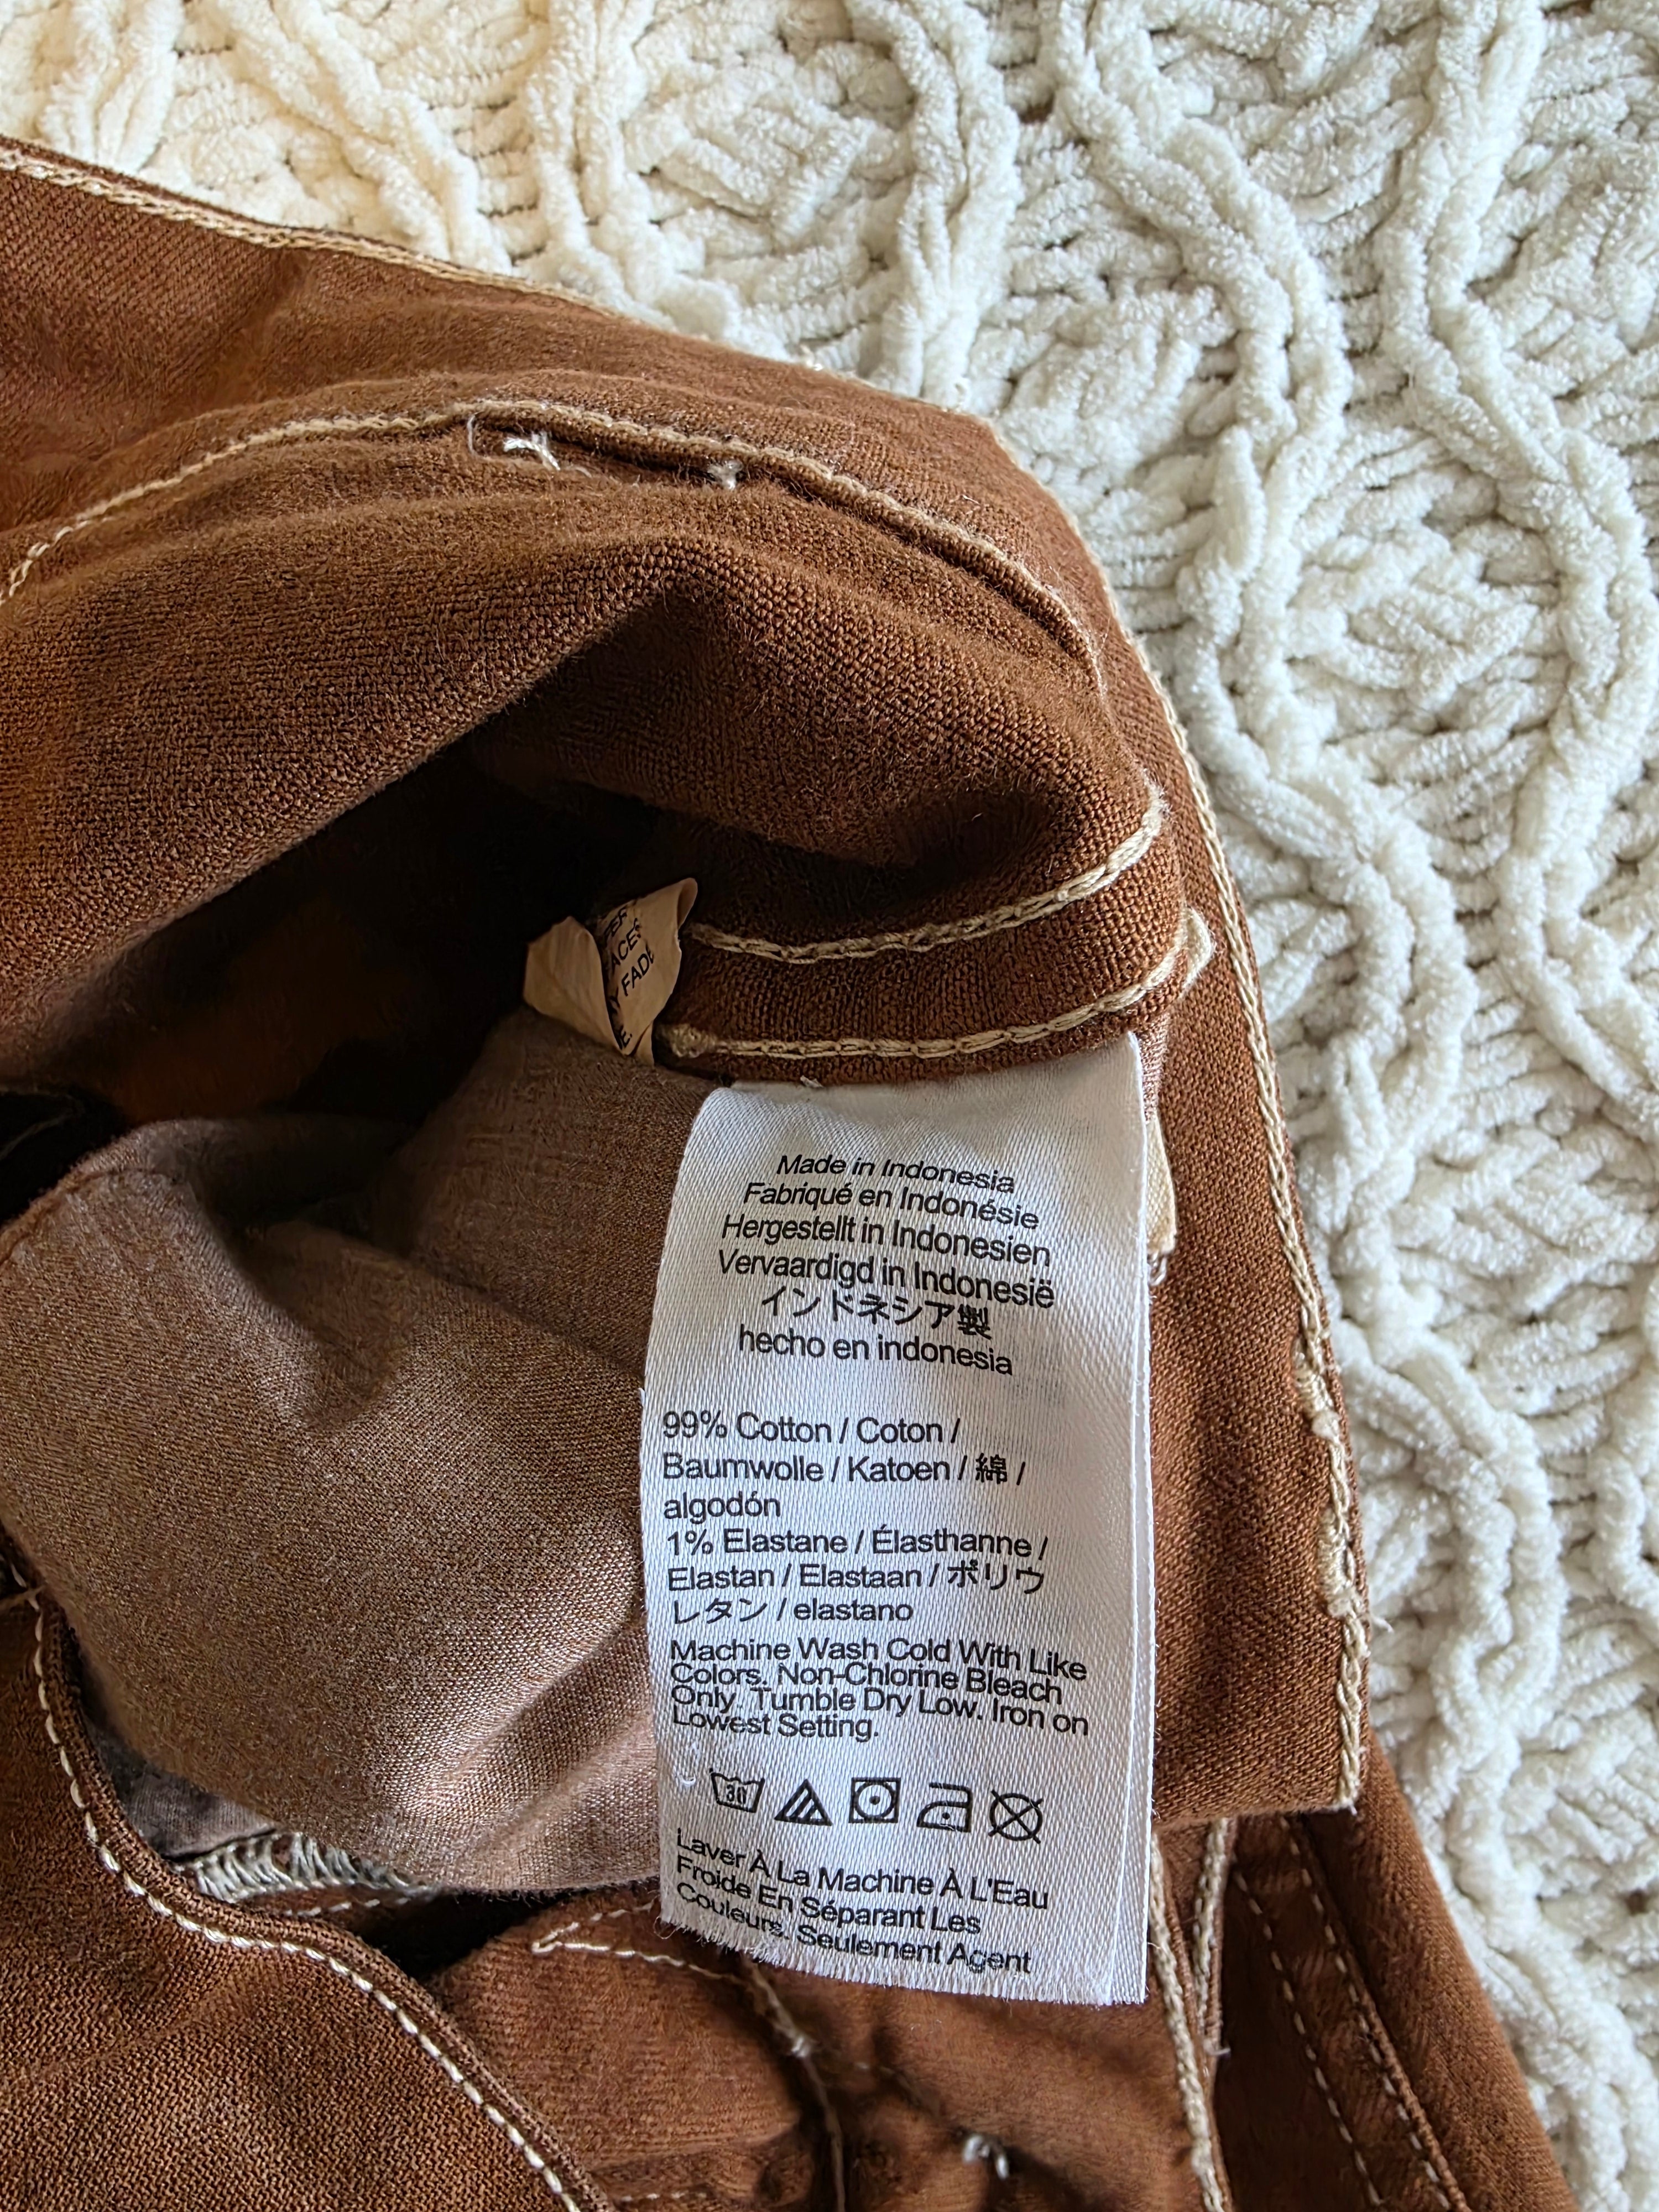 ACES
FADE
Made in Indonesia
Fabriqué en Indonésie
Hergestellt in Indonesien
Vervaardigd in Indonesië
インドネシア製
hecho en indonesia
99% Cotton / Coton /
Baumwolle / Katoen / 綿 /
algodón
1% Elastane / Élasthanne /
Elastan / Elastaan / ポリウ
レタン / elastano
Machine Wash Cold With Like
Colors. Non-Chlorine Bleach
Only. Tumble Dry Low. Iron on
Lowest Setting.
30
Laver À La Machine À L'Eau
Froide En Séparant Les
Couleurs. Seulement Agent